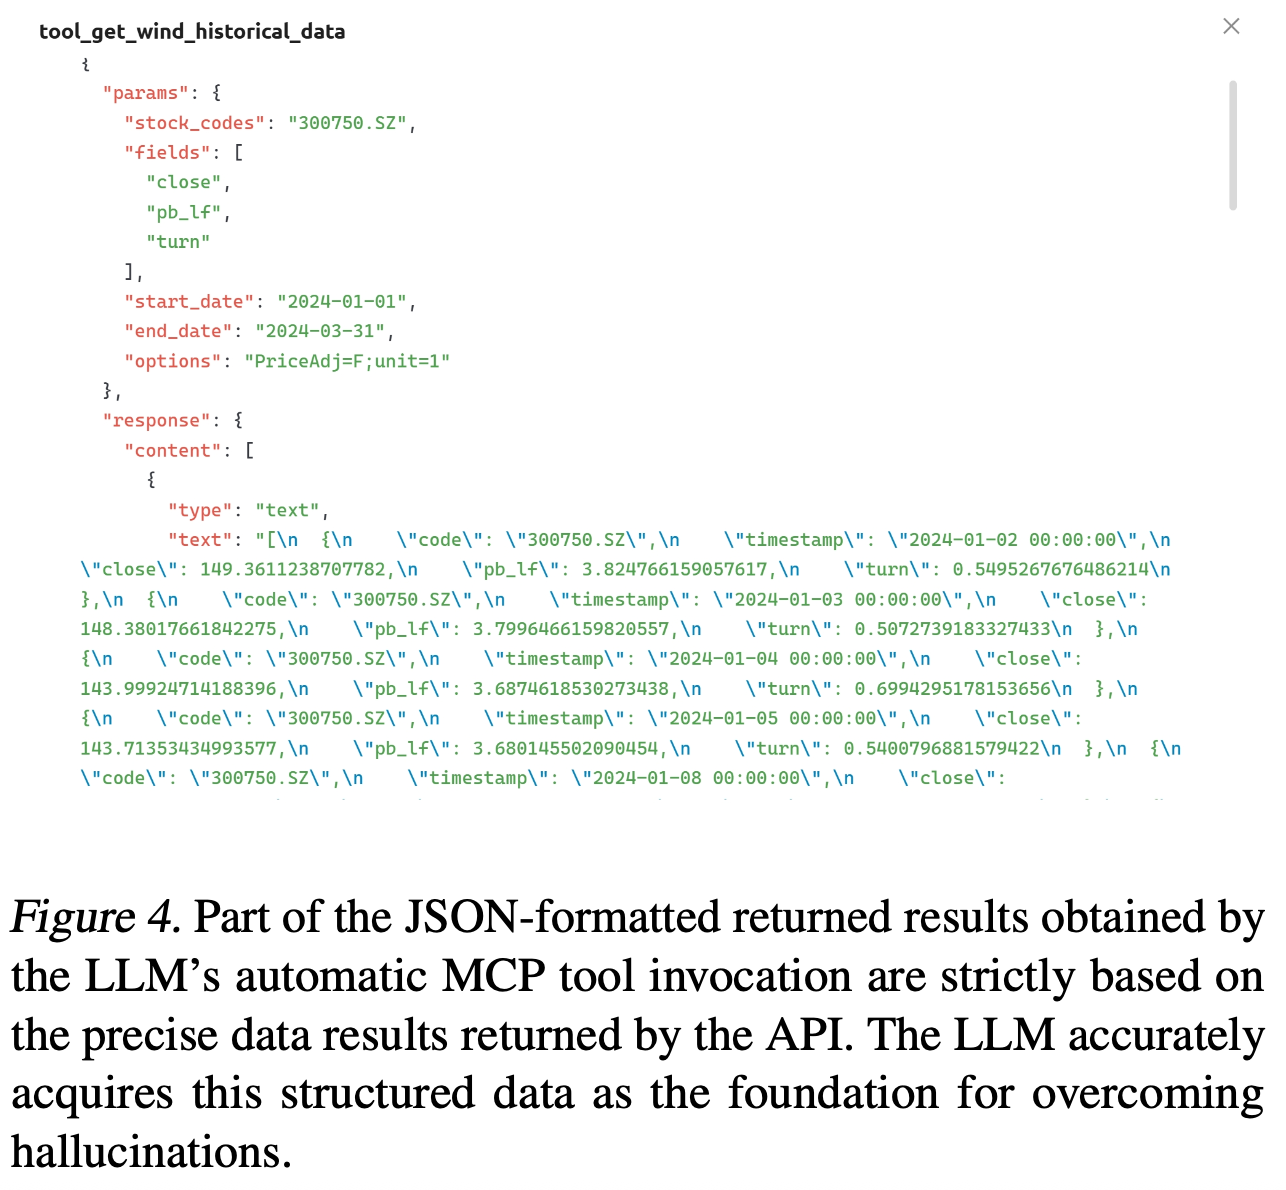 tool_get_wind_historical_data
{
  "params": {
    "stock_codes": "300750.SZ",
    "fields": [
      "close",
      "pb_lf",
      "turn"
    ],
    "start_date": "2024-01-01",
    "end_date": "2024-03-31",
    "options": "PriceAdj=F;unit=1"
  },
  "response": {
    "content": [
      {
        "type": "text",
        "text": "[\n  {\n    \"code\": \"300750.SZ\",\n    \"timestamp\": \"2024-01-02 00:00:00\",\n
\"close\": 149.3611238707782,\n    \"pb_lf\": 3.824766159057617,\n    \"turn\": 0.5495267676486214\n
},\n  {\n    \"code\": \"300750.SZ\",\n    \"timestamp\": \"2024-01-03 00:00:00\",\n    \"close\":
148.38017661842275,\n    \"pb_lf\": 3.7996466159820557,\n    \"turn\": 0.5072739183327433\n  },\n
{\n    \"code\": \"300750.SZ\",\n    \"timestamp\": \"2024-01-04 00:00:00\",\n    \"close\":
143.99924714188396,\n    \"pb_lf\": 3.6874618530273438,\n    \"turn\": 0.6994295178153656\n  },\n
{\n    \"code\": \"300750.SZ\",\n    \"timestamp\": \"2024-01-05 00:00:00\",\n    \"close\":
143.71353434993577,\n    \"pb_lf\": 3.680145502090454,\n    \"turn\": 0.5400796881579422\n  },\n  {\n
\"code\": \"300750.SZ\",\n    \"timestamp\": \"2024-01-08 00:00:00\",\n    \"close\":
Figure 4. Part of the JSON-formatted returned results obtained by
the LLM’s automatic MCP tool invocation are strictly based on
the precise data results returned by the API. The LLM accurately
acquires this structured data as the foundation for overcoming
hallucinations.